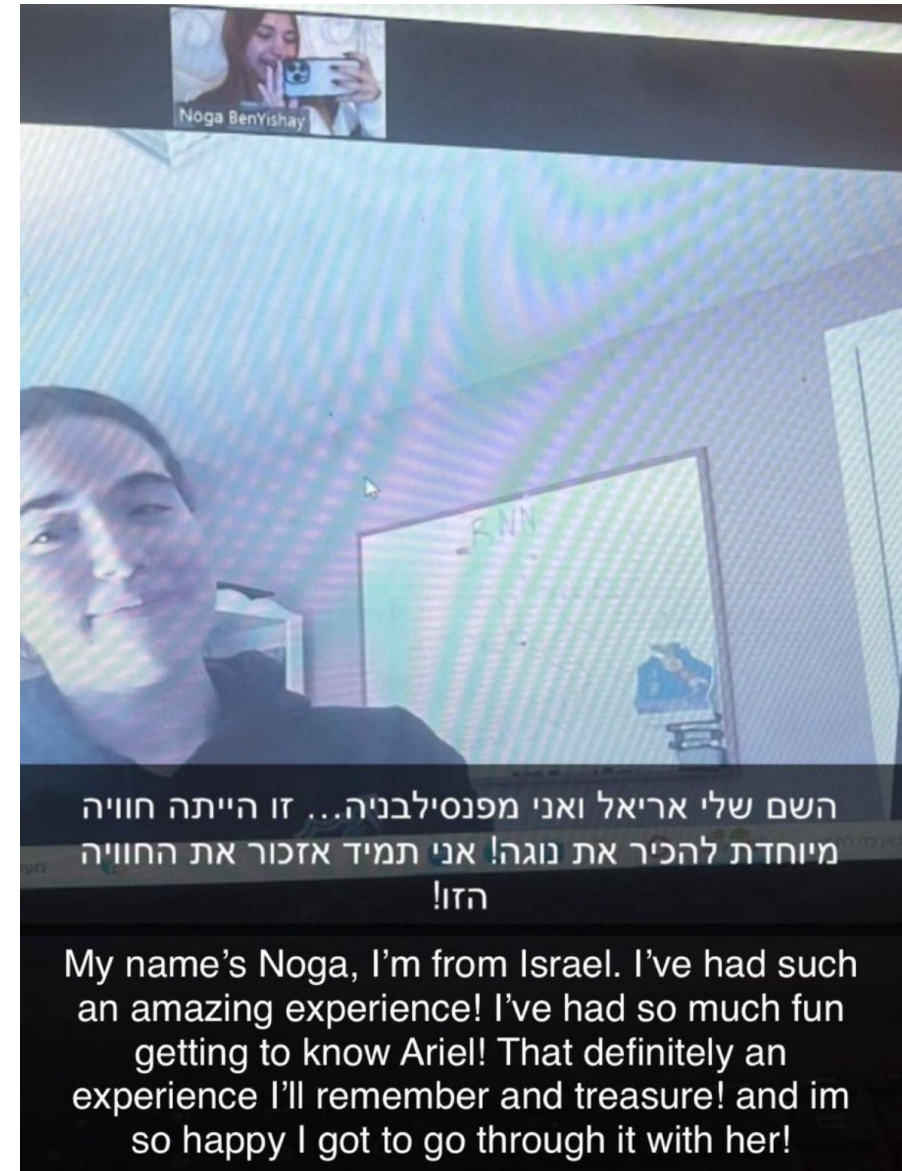 Noga BenYishay
RNN
השם שלי אריאל ואני מפנסילבניה... זו הייתה חוויה
מיוחדת להכיר את נוגה! אני תמיד אזכור את החוויה
הזו!
My name's Noga, I'm from Israel. I've had such
an amazing experience! I've had so much fun
getting to know Ariel! That definitely an
experience I'll remember and treasure! and im
so happy I got to go through it with her!